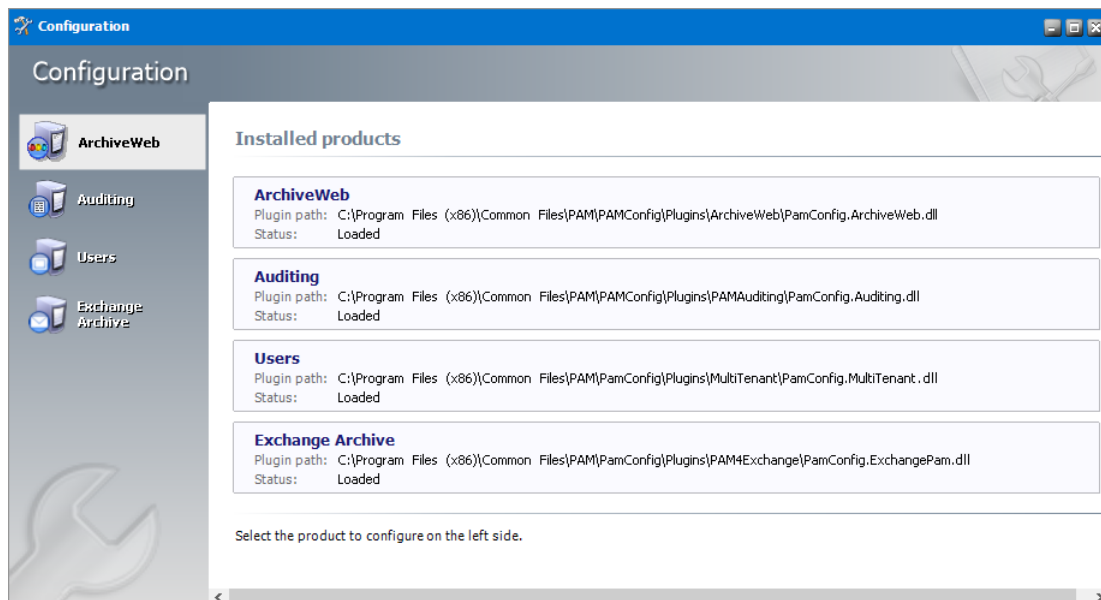 Configuration
Configuration
ArchiveWeb
Auditing
Users
Exchange
Archive
Installed products
ArchiveWeb
Plugin path: C:\Program Files (x86)\Common Files\PAM\PAMConfig\Plugins\ArchiveWeb\PamConfig.ArchiveWeb.dll
Status: Loaded
Auditing
Plugin path: C:\Program Files (x86)\Common Files\PAM\PAMConfig\Plugins\PAMAuditing\PamConfig.Auditing.dll
Status: Loaded
Users
Plugin path: C:\Program Files (x86)\Common Files\PAM\PamConfig\Plugins\MultiTenant\PamConfig.MultiTenant.dll
Status: Loaded
Exchange Archive
Plugin path: C:\Program Files (x86)\Common Files\PAM\PamConfig\Plugins\PAM4Exchange\PamConfig.ExchangePam.dll
Status: Loaded
Select the product to configure on the left side.